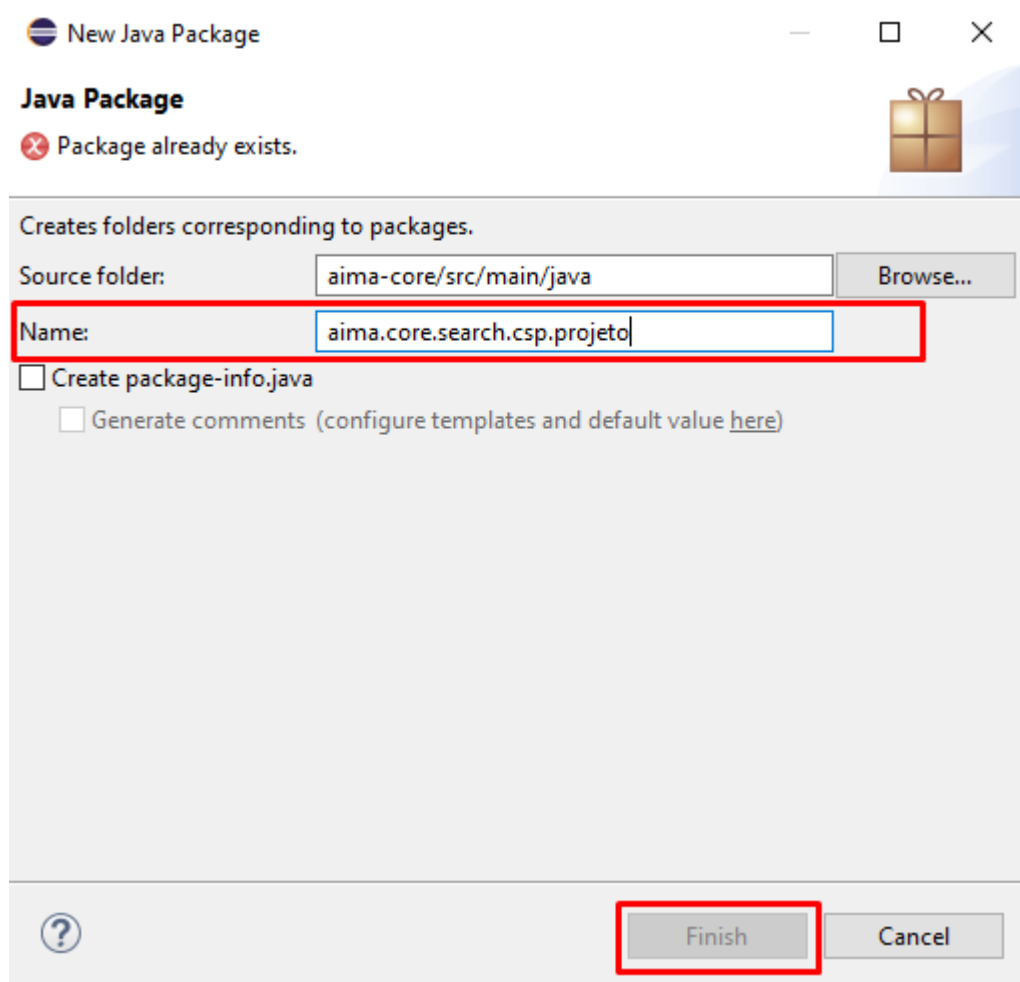 New Java Package
Java Package
Package already exists.
Creates folders corresponding to packages.
Source folder: aima-core/src/main/java Browse...
Name: aima.core.search.csp.projeto
Create package-info.java
Generate comments (configure templates and default value here)
? Finish Cancel